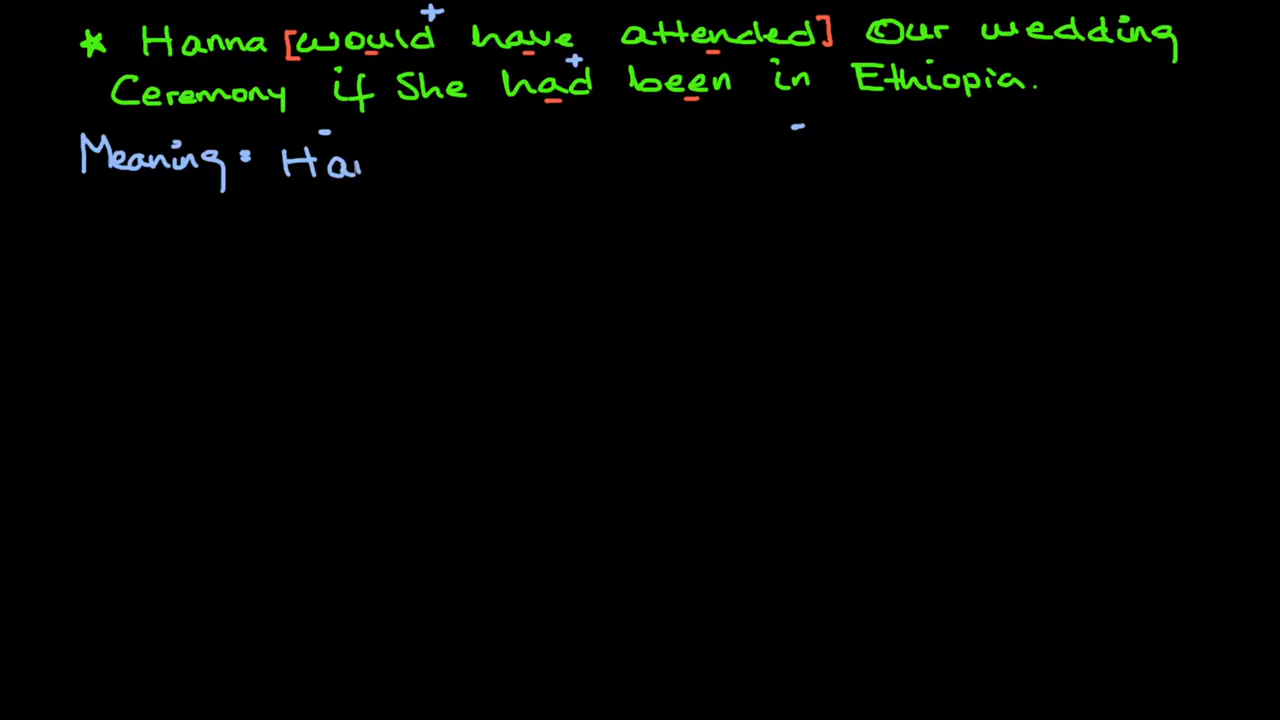 * Hanna [would have attended] Our wedding
Ceremony if She had been in Ethiopia.
Meaning: Ha